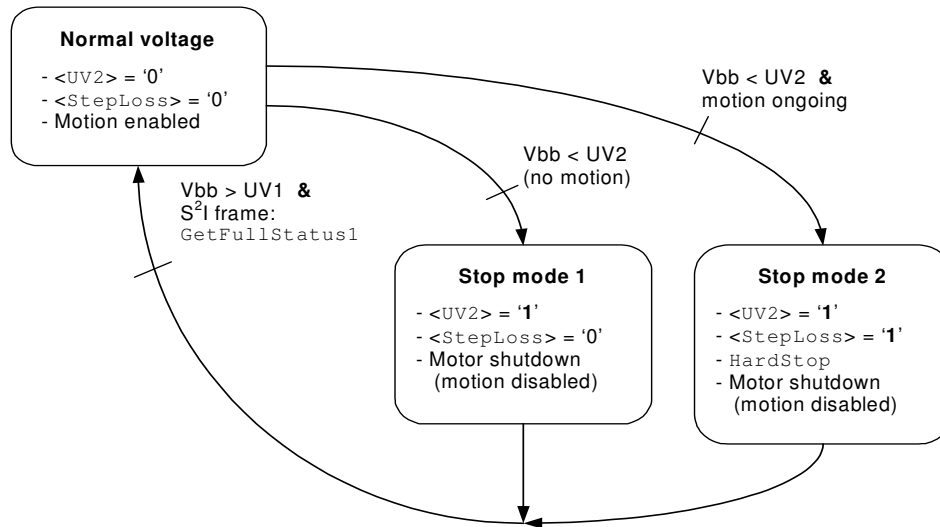 Normal voltage
- <UV2> = ‘0’
- <StepLoss> = ‘0’
- Motion enabled
Vbb < UV2 &
motion ongoing
Vbb < UV2
(no motion)
Vbb > UV1 &
S²I frame:
GetFullStatus1
Stop mode 1
- <UV2> = ‘1’
- <StepLoss> = ‘0’
- Motor shutdown
(motion disabled)
Stop mode 2
- <UV2> = ‘1’
- <StepLoss> = ‘1’
- HardStop
- Motor shutdown
(motion disabled)